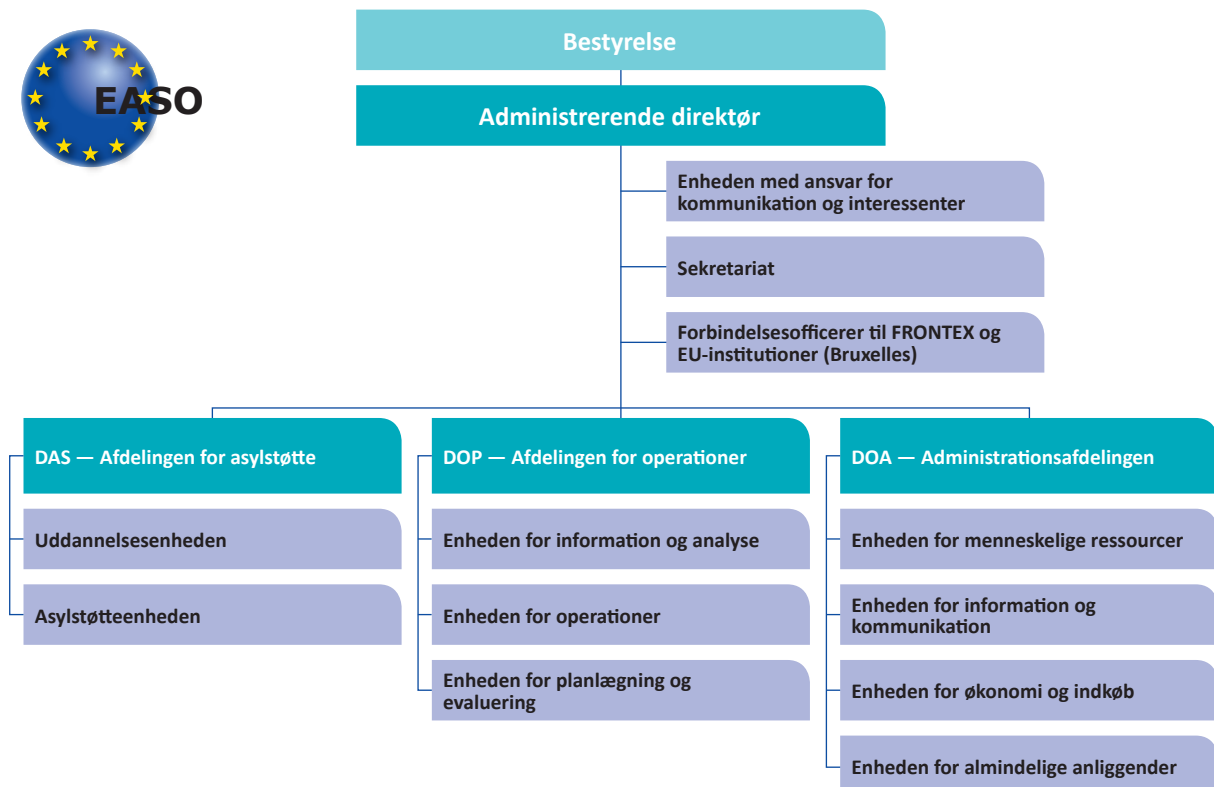 EASO
Bestyrelse
Administrerende direktør
Enheden med ansvar for
kommunikation og interessenter
Sekretariat
Forbindelsesofficerer til FRONTEX og
EU-institutioner (Bruxelles)
DAS — Afdelingen for asylstøtte
Uddannelsesenheden
Asylstøtteenheden
DOP — Afdelingen for operationer
Enheden for information og analyse
Enheden for operationer
Enheden for planlægning og
evaluering
DOA — Administrationsafdelingen
Enheden for menneskelige ressourcer
Enheden for information og
kommunikation
Enheden for økonomi og indkøb
Enheden for almindelige anliggender